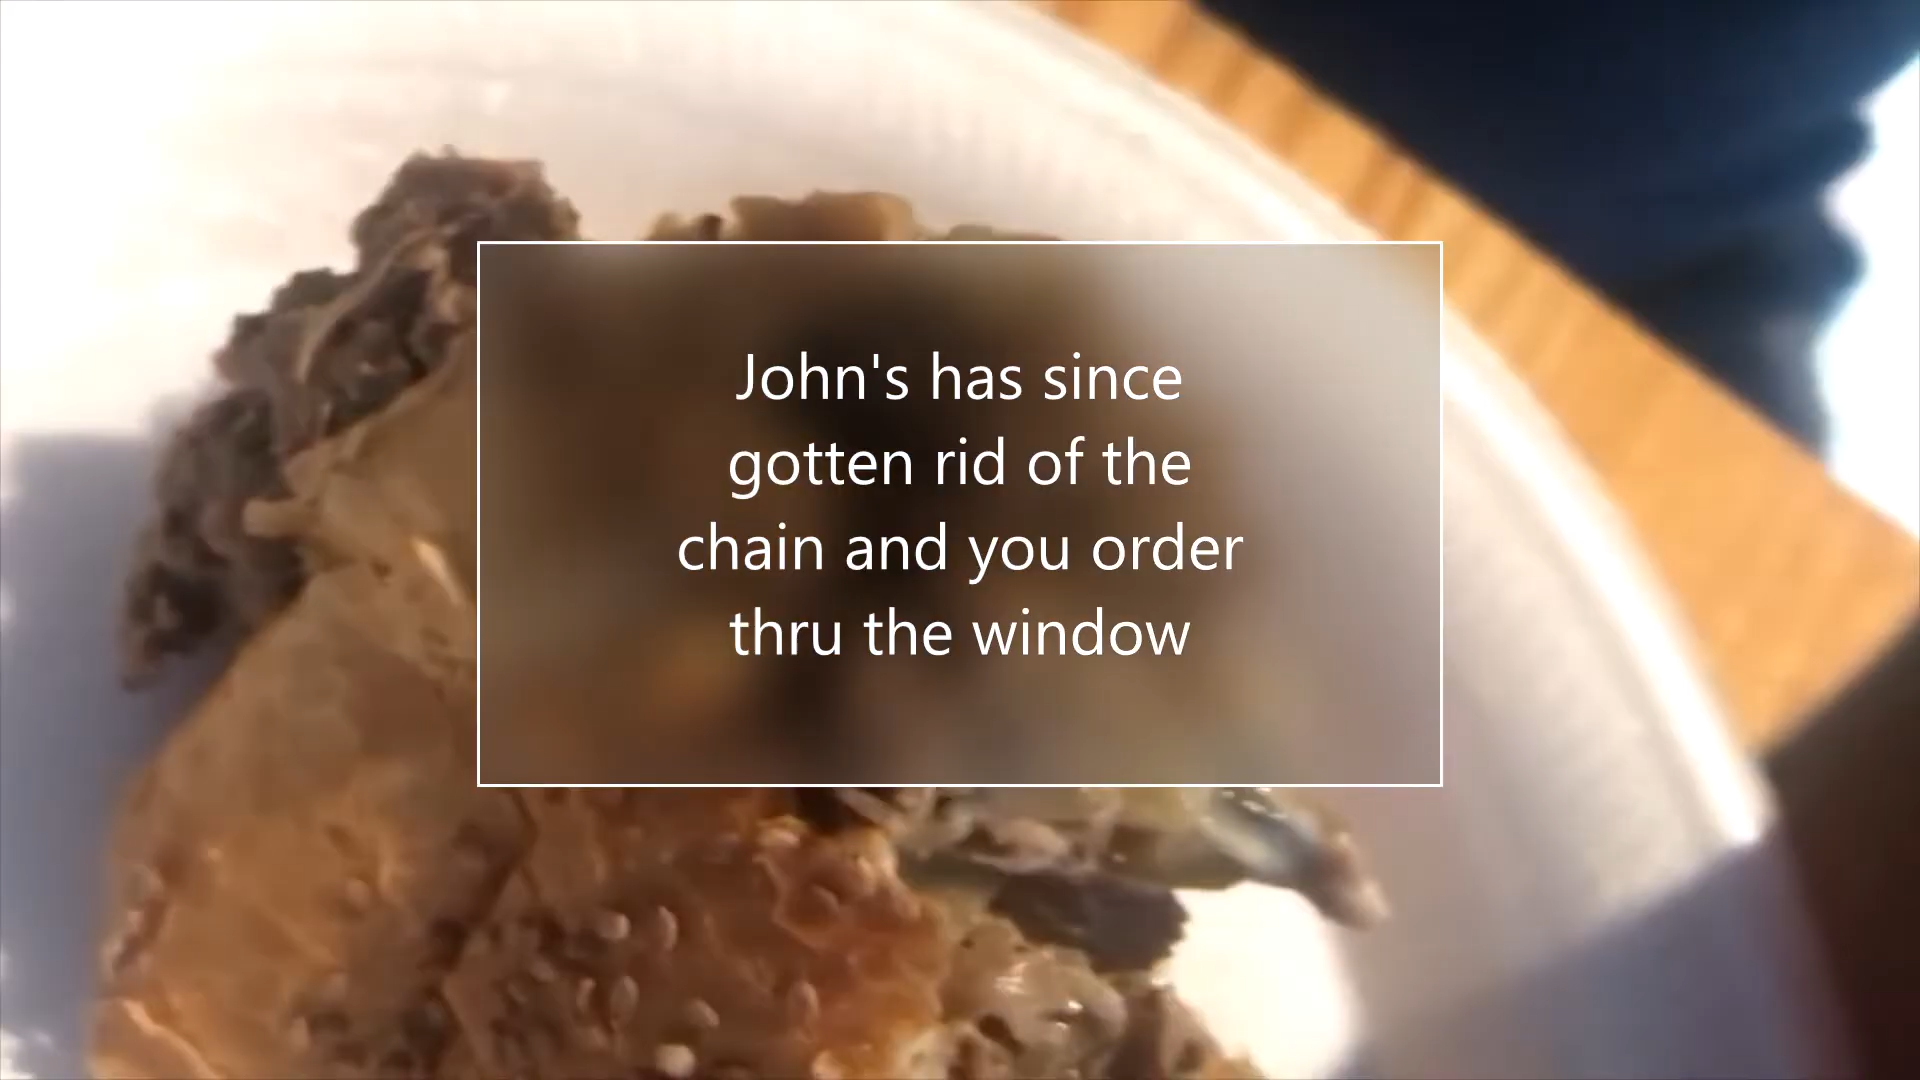 John's has since
gotten rid of the
chain and you order
thru the window